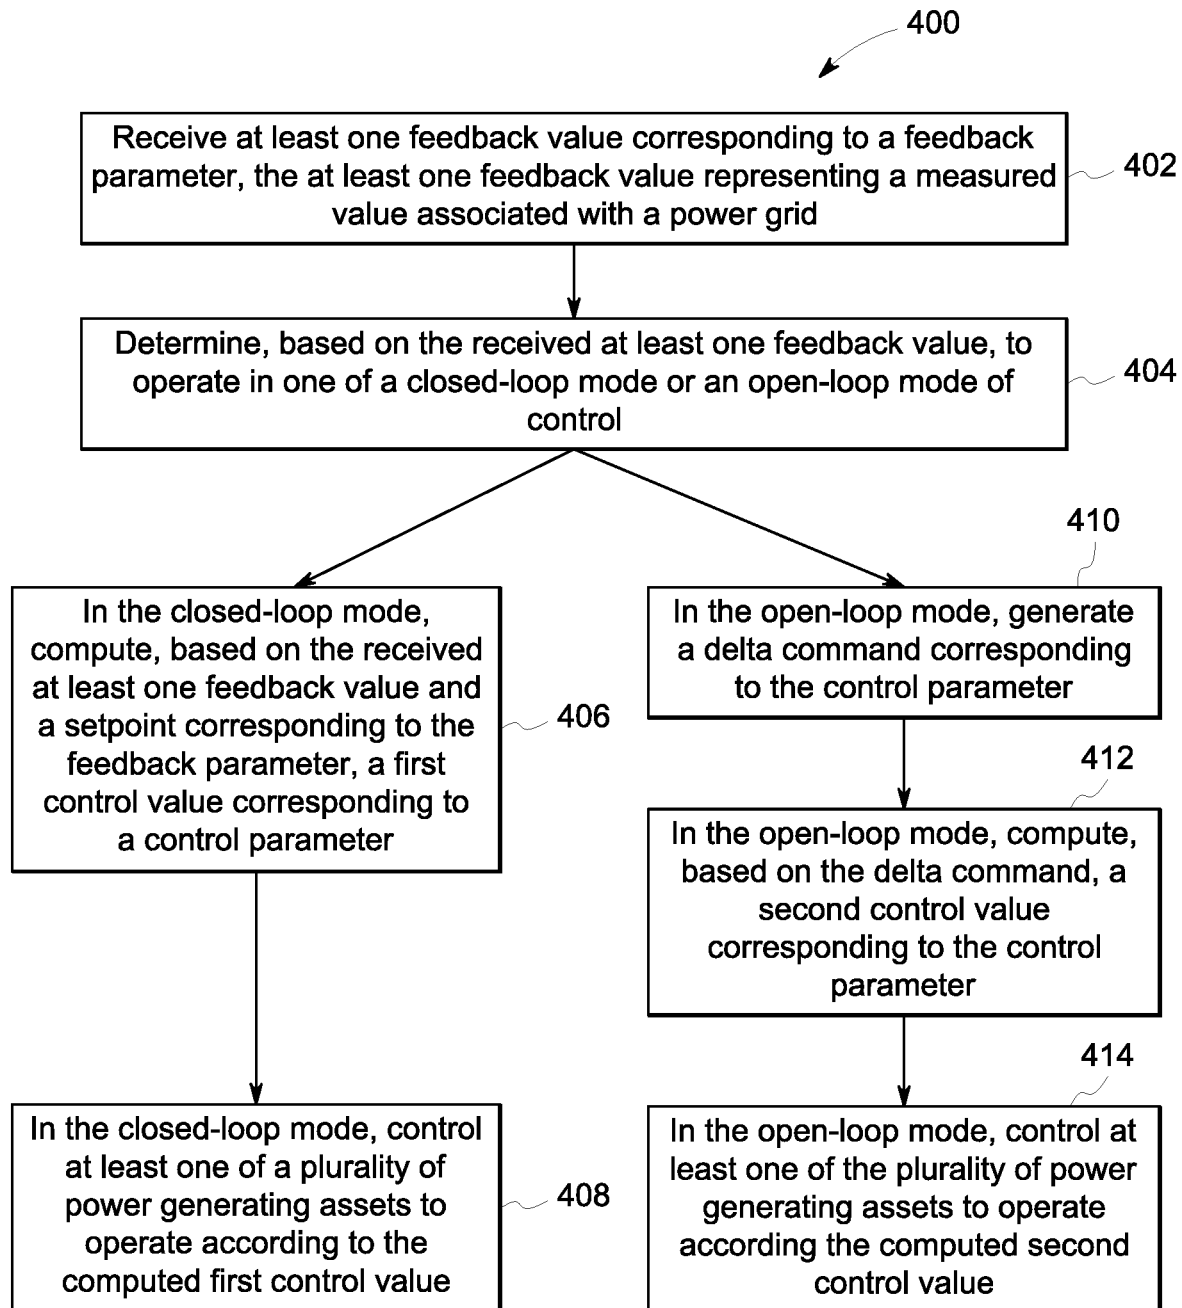 400
Receive at least one feedback value corresponding to a feedback
parameter, the at least one feedback value representing a measured
value associated with a power grid
402
Determine, based on the received at least one feedback value, to
operate in one of a closed-loop mode or an open-loop mode of
control
404
In the closed-loop mode,
compute, based on the received
at least one feedback value and
a setpoint corresponding to the
feedback parameter, a first
control value corresponding to
a control parameter
406
In the closed-loop mode, control
at least one of a plurality of
power generating assets to
operate according to the
computed first control value
408
410
In the open-loop mode, generate
a delta command corresponding
to the control parameter
412
In the open-loop mode, compute,
based on the delta command, a
second control value
corresponding to the control
parameter
414
In the open-loop mode, control at
least one of the plurality of power
generating assets to operate
according the computed second
control value